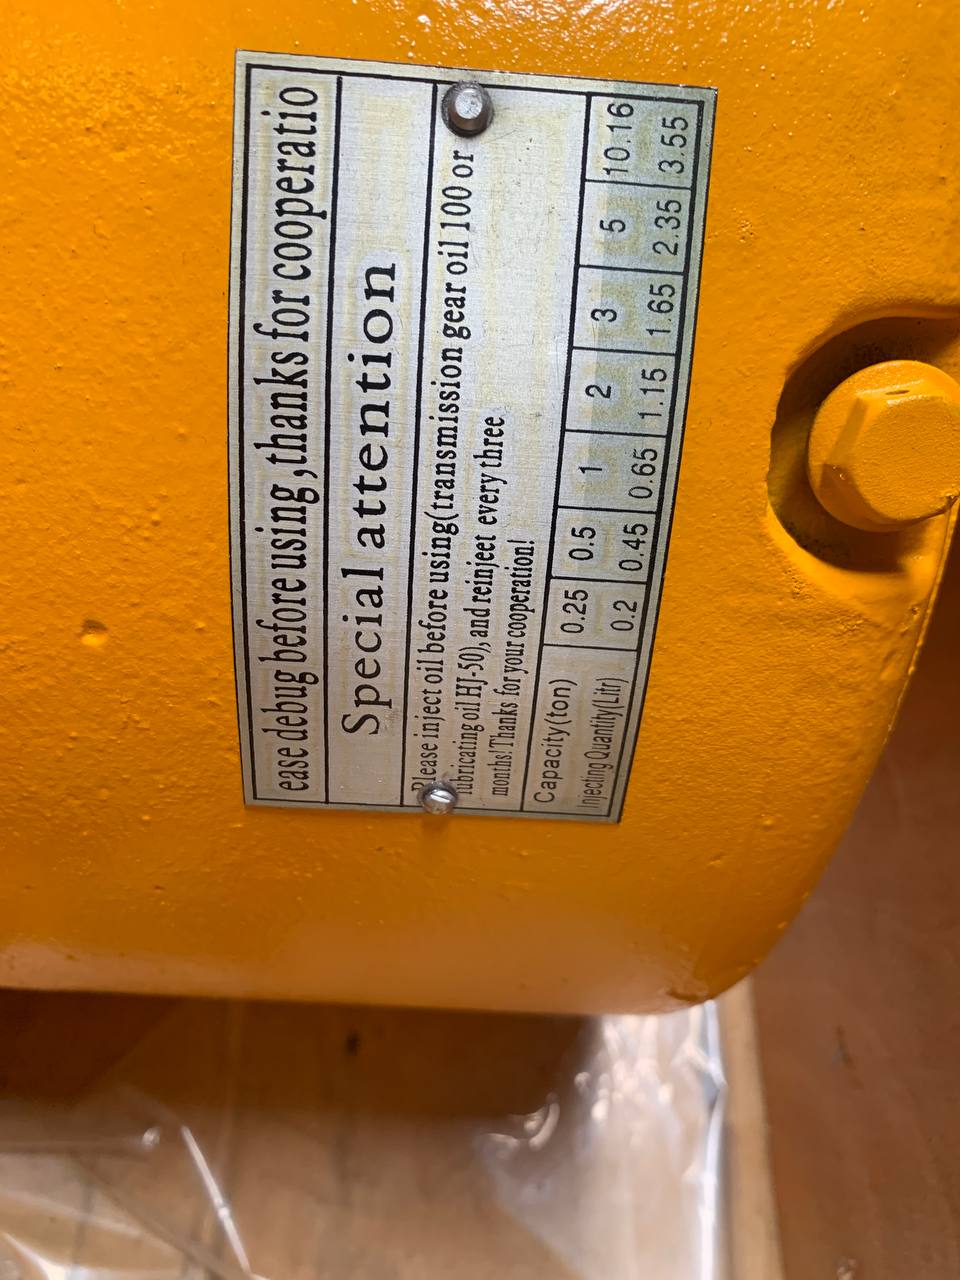 ease debug before using ,thanks for cooperatio
Special attention
Please inject oil before using(transmission gear oil 100 or
lubricating oil HJ-50),and reinjeet every three
months!Thanks for your cooperation!
Capacity(ton) 0.25 0.5 1 2 3 5 10.16
Injecting Quantity(Litr) 0.2 0.45 0.65 1.15 1.65 2.35 3.55